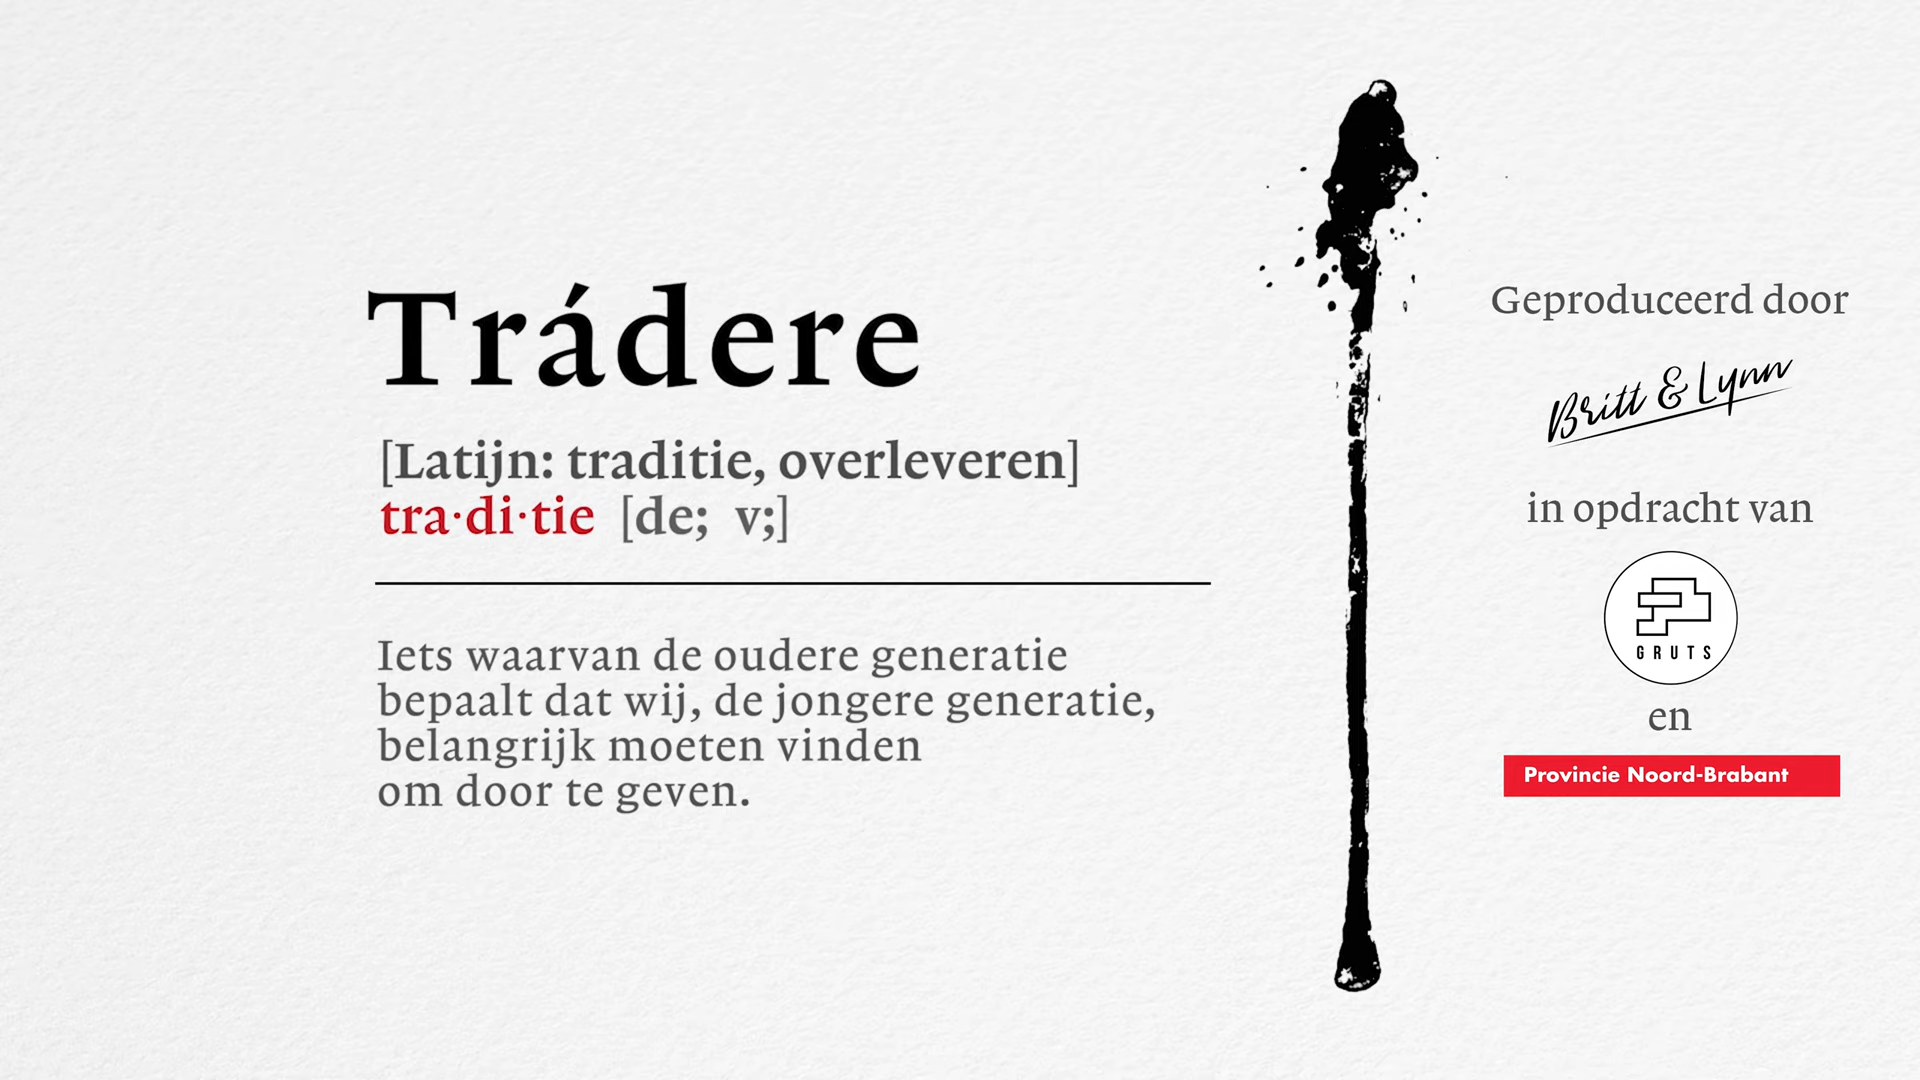 Trádere
[Latijn: traditie, overleveren]
tra·di·tie [de; v;]
Iets waarvan de oudere generatie
bepaalt dat wij, de jongere generatie,
belangrijk moeten vinden
om door te geven.
Geproduceerd door
Britt & Lynn
in opdracht van
GRUTS
en
Provincie Noord-Brabant